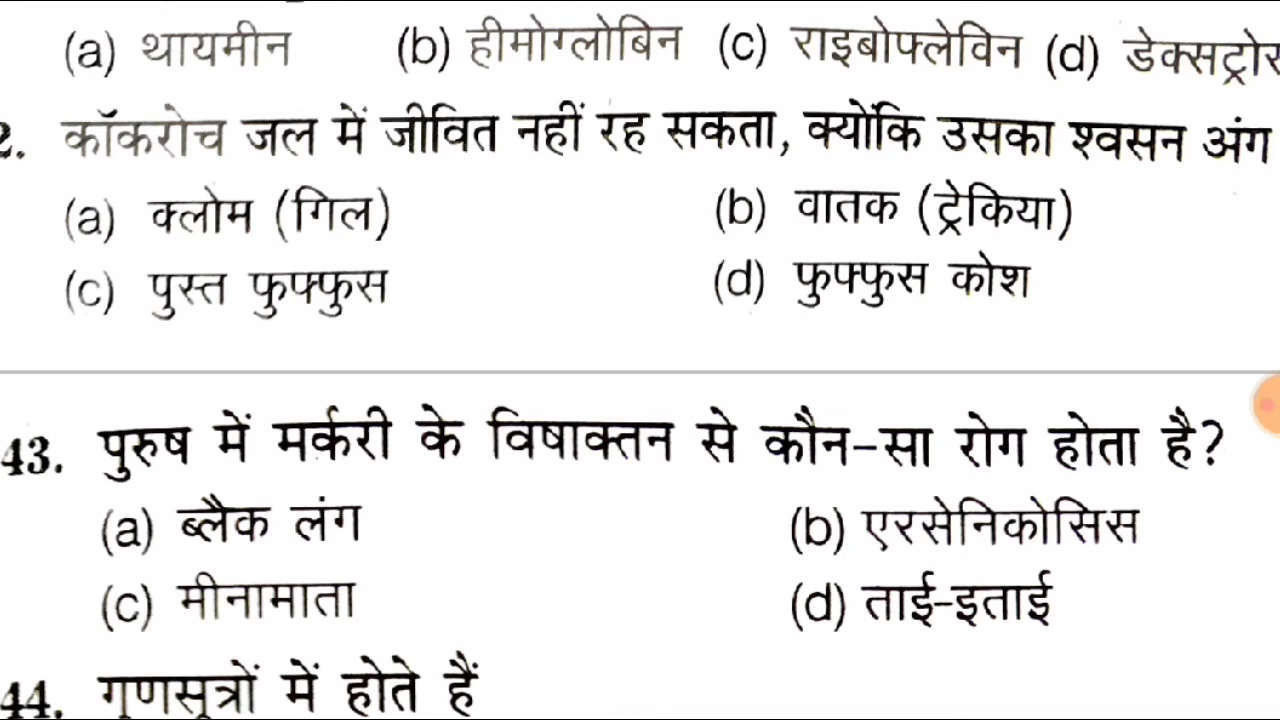 (a) थायमीन (b) हीमोग्लोबिन (c) राइबोफ्लेविन (d)
2. कॉकरोच जल में जीवित नहीं रह सकता, क्योंकि उसका श्वसन अंग
(a) क्लोम (गिल) (b) वातक (ट्रेकिया)
(c) पुस्त फुफ्फुस (d) फुफ्फुस कोश
43. पुरुष में मर्करी के विषाक्तन से कौन-सा रोग होता है?
(a) ब्लैक लंग (b) एरसेनिकोसिस
(c) मीनामाता (d) ताई-इताई
44. गुणसूत्रों में होते हैं